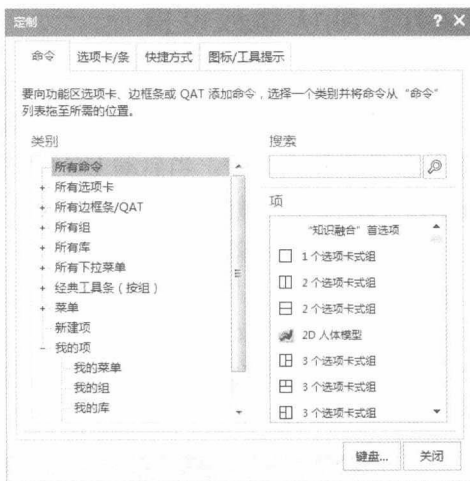 定制
? ×
命令 选项卡/条 快捷方式 图标/工具提示
要向功能区选项卡、边框条或 QAT 添加命令，选择一个类别并将命令从“命令”
列表拖至所需的位置。
类别
所有命令
+ 所有选项卡
+ 所有边框条/QAT
+ 所有组
+ 所有库
+ 所有下拉菜单
+ 经典工具条（按组）
+ 菜单
新建项
- 我的项
我的菜单
我的组
我的库
搜索
项
“知识融合”首选项
1 个选项卡式组
2 个选项卡式组
2 个选项卡式组
2D 人体模型
3 个选项卡式组
3 个选项卡式组
3 个选项卡式组
键盘... 关闭